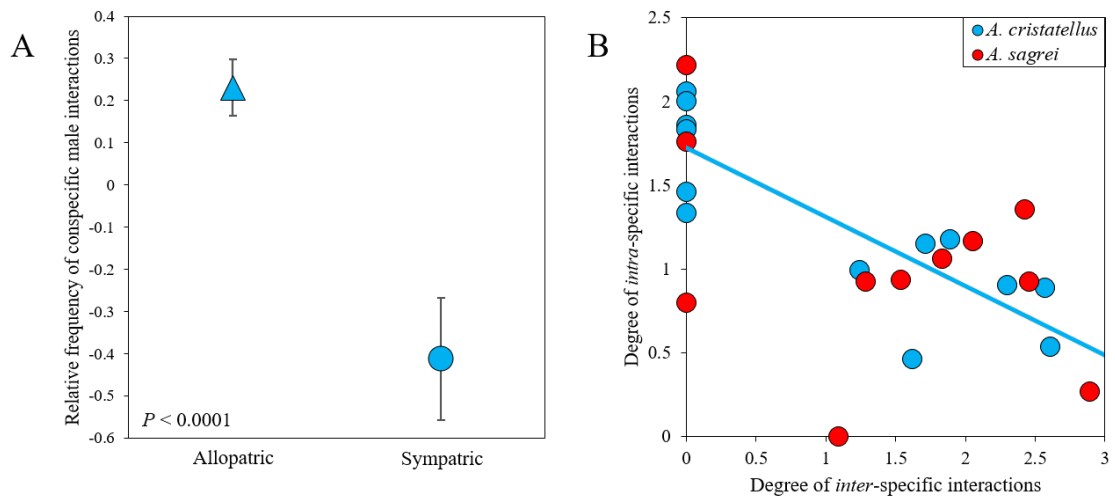 A
Relative frequency of conspecific male interactions
0.4
0.3
0.2
0.1
0
-0.1
-0.2
-0.3
-0.4
-0.5
-0.6
P < 0.0001
Allopatric
Sympatric
B
Degree of intra-specific interactions
2.5
2
1.5
1
0.5
0
A. cristatellus
A. sagrei
0
0.5
1
1.5
2
2.5
3
Degree of inter-specific interactions